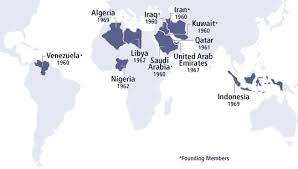 Algeria
1969
Iraq*
1960
Iran*
1960
Kuwait*
1960
Qatar
1961
Venezuela*
1960
Libya
1962
Saudi
Arabia*
1960
United Arab
Emirates
1967
Nigeria
1962
Indonesia
1969
*Founding Members